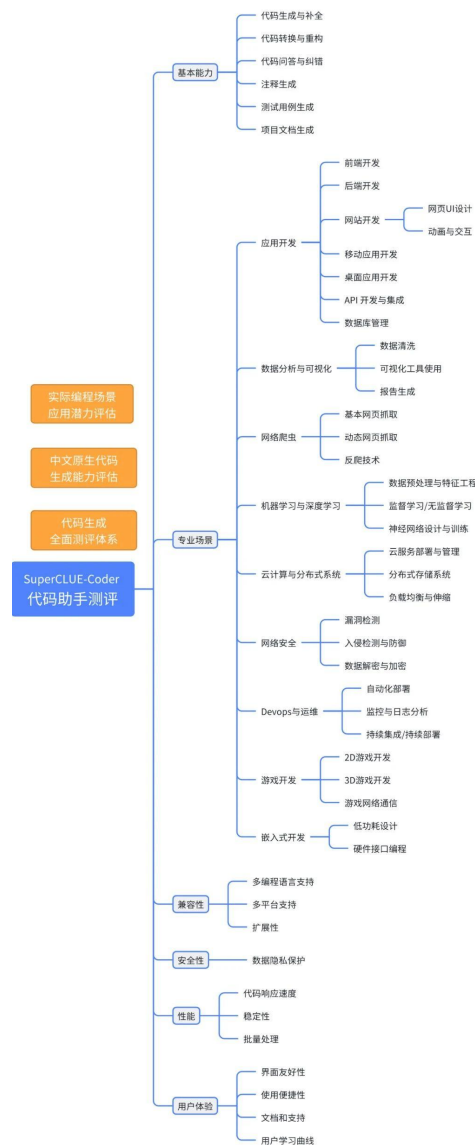 代码生成与补全
代码转换与重构
代码问答与纠错
基本能力
注释生成
测试用例生成
项目文档生成
前端开发
后端开发
网页UI设计
网站开发
动画与交互
应用开发
移动应用开发
桌面应用开发
API 开发与集成
数据库管理
数据清洗
数据分析与可视化
可视化工具使用
报告生成
实际编程场景
应用潜力评估
基本网页抓取
网络爬虫
动态网页抓取
反爬技术
中文原生代码
生成能力评估
数据预处理与特征工程
机器学习与深度学习
监督学习/无监督学习
神经网络设计与训练
代码生成
全面测评体系
专业场景
云服务部署与管理
云计算与分布式系统
分布式存储系统
负载均衡与伸缩
SuperCLUE-Coder
代码助手测评
漏洞检测
网络安全
入侵检测与防御
数据解密与加密
自动化部署
Devops与运维
监控与日志分析
持续集成/持续部署
2D游戏开发
游戏开发
3D游戏开发
游戏网络通信
低功耗设计
嵌入式开发
硬件接口编程
多编程语言支持
兼容性
多平台支持
扩展性
安全性
数据隐私保护
代码响应速度
性能
稳定性
批量处理
界面友好性
使用便捷性
用户体验
文档和支持
用户学习曲线